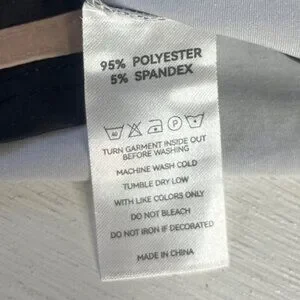 95% POLYESTER
5% SPANDEX
TURN GARMENT INSIDE OUT
BEFORE WASHING
MACHINE WASH COLD
TUMBLE DRY LOW
WITH LIKE COLORS ONLY
DO NOT BLEACH
DO NOT IRON IF DECORATED
MADE IN CHINA